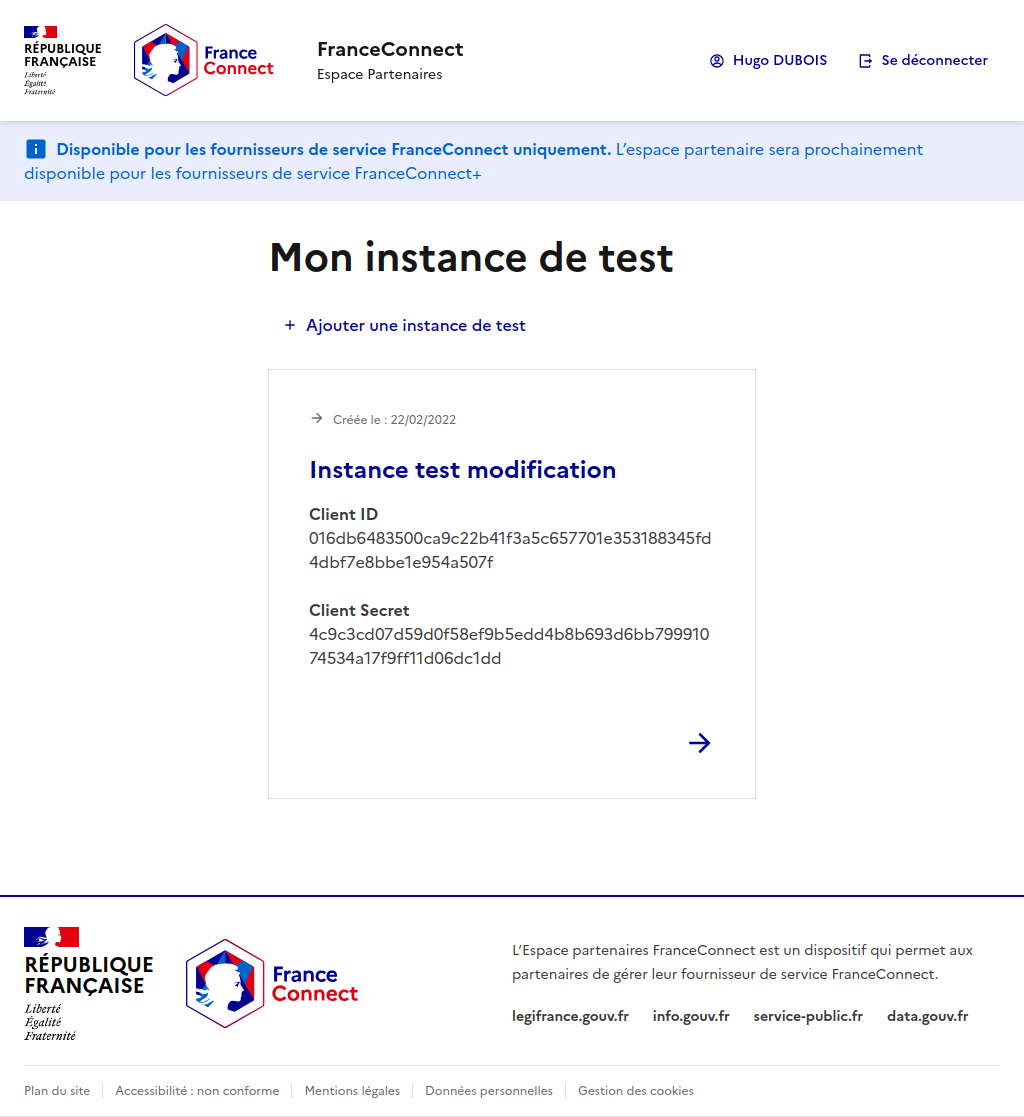 RÉPUBLIQUE
FRANÇAISE
Liberté
Égalité
Fraternité
France
Connect
FranceConnect
Espace Partenaires
Hugo DUBOIS
Se déconnecter
Disponible pour les fournisseurs de service FranceConnect uniquement. L’espace partenaire sera prochainement
disponible pour les fournisseurs de service FranceConnect+
Mon instance de test
+ Ajouter une instance de test
Créée le : 22/02/2022
Instance test modification
Client ID
016db6483500ca9c22b41f3a5c657701e353188345fd
4dbf7e8bbe1e954a507f
Client Secret
4c9c3cd07d59d0f58ef9b5edd4b8b693d6bb799910
74534a17f9ff11d06dc1dd
RÉPUBLIQUE
FRANÇAISE
Liberté
Égalité
Fraternité
France
Connect
L’Espace partenaires FranceConnect est un dispositif qui permet aux
partenaires de gérer leur fournisseur de service FranceConnect.
legifrance.gouv.fr info.gouv.fr service-public.fr data.gouv.fr
Plan du site Accessibilité : non conforme Mentions légales Données personnelles Gestion des cookies